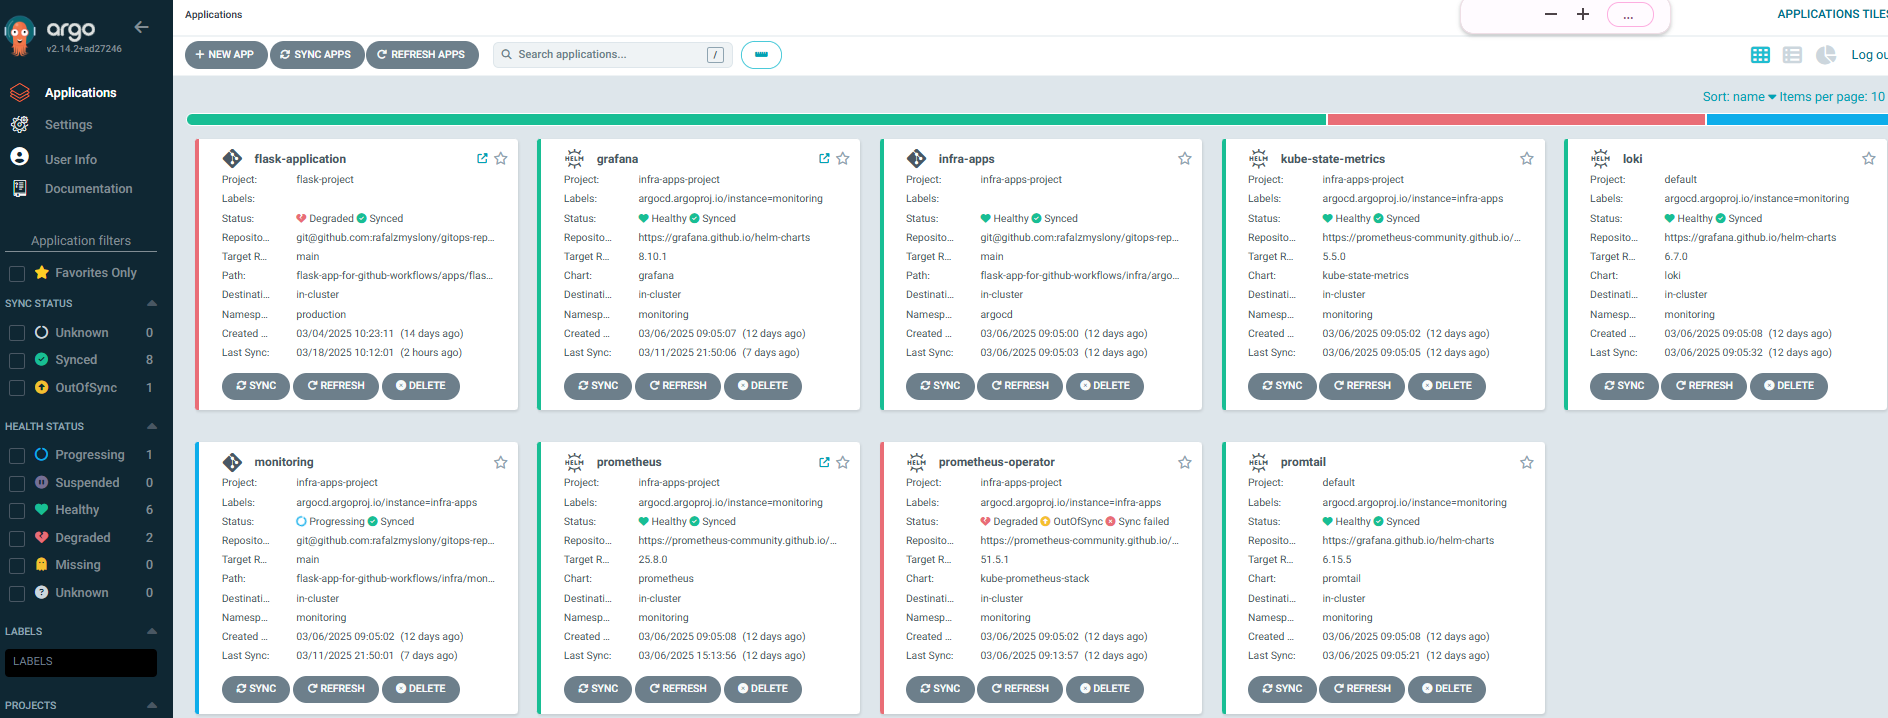 argo
v2.14.2+ad27246
Applications
Settings
User Info
Documentation
Application filters
Favorites Only
SYNC STATUS
Unknown 0
Synced 8
OutOfSync 1
HEALTH STATUS
Progressing 1
Suspended 0
Healthy 6
Degraded 2
Missing 0
Unknown 0
LABELS
LABELS
PROJECTS
Applications
...
APPLICATIONS TILES
+ NEW APP SYNC APPS REFRESH APPS Search applications... /
Log ou
Sort: name Items per page: 10
flask-application
Project: flask-project
Labels:
Status: Degraded Synced
Reposito... git@github.com:rafalzmyslony/gitops-rep...
Target R... main
Path: flask-app-for-github-workflows/apps/flas...
Destinati... in-cluster
Namesp... production
Created ... 03/04/2025 10:23:11 (14 days ago)
Last Sync: 03/18/2025 10:12:01 (2 hours ago)
SYNC REFRESH DELETE
HELM grafana
Project: infra-apps-project
Labels: argocd.argoproj.io/instance=monitoring
Status: Healthy Synced
Reposito... https://grafana.github.io/helm-charts
Target R... 8.10.1
Chart: grafana
Destinati... in-cluster
Namesp... monitoring
Created ... 03/06/2025 09:05:07 (12 days ago)
Last Sync: 03/11/2025 21:50:06 (7 days ago)
SYNC REFRESH DELETE
infra-apps
Project: infra-apps-project
Labels:
Status: Healthy Synced
Reposito... git@github.com:rafalzmyslony/gitops-rep...
Target R... main
Path: flask-app-for-github-workflows/infra/argo...
Destinati... in-cluster
Namesp... argocd
Created ... 03/06/2025 09:05:00 (12 days ago)
Last Sync: 03/06/2025 09:05:03 (12 days ago)
SYNC REFRESH DELETE
HELM kube-state-metrics
Project: infra-apps-project
Labels: argocd.argoproj.io/instance=infra-apps
Status: Healthy Synced
Reposito... https://prometheus-community.github.io/...
Target R... 5.5.0
Chart: kube-state-metrics
Destinati... in-cluster
Namesp... monitoring
Created ... 03/06/2025 09:05:02 (12 days ago)
Last Sync: 03/06/2025 09:05:05 (12 days ago)
SYNC REFRESH DELETE
HELM loki
Project: default
Labels: argocd.argoproj.io/instance=monitoring
Status: Healthy Synced
Reposito... https://grafana.github.io/helm-charts
Target R... 6.7.0
Chart: loki
Destinati... in-cluster
Namesp... monitoring
Created ... 03/06/2025 09:05:08 (12 days ago)
Last Sync: 03/06/2025 09:05:32 (12 days ago)
SYNC REFRESH DELETE
monitoring
Project: infra-apps-project
Labels: argocd.argoproj.io/instance=infra-apps
Status: Progressing Synced
Reposito... git@github.com:rafalzmyslony/gitops-rep...
Target R... main
Path: flask-app-for-github-workflows/infra/mon...
Destinati... in-cluster
Namesp... monitoring
Created ... 03/06/2025 09:05:02 (12 days ago)
Last Sync: 03/11/2025 21:50:01 (7 days ago)
SYNC REFRESH DELETE
HELM prometheus
Project: infra-apps-project
Labels: argocd.argoproj.io/instance=monitoring
Status: Healthy Synced
Reposito... https://prometheus-community.github.io/...
Target R... 25.8.0
Chart: prometheus
Destinati... in-cluster
Namesp... monitoring
Created ... 03/06/2025 09:05:08 (12 days ago)
Last Sync: 03/06/2025 15:13:56 (12 days ago)
SYNC REFRESH DELETE
HELM prometheus-operator
Project: infra-apps-project
Labels: argocd.argoproj.io/instance=infra-apps
Status: Degraded OutOfSync Sync failed
Reposito... https://prometheus-community.github.io/...
Target R... 51.5.1
Chart: kube-prometheus-stack
Destinati... in-cluster
Namesp... monitoring
Created ... 03/06/2025 09:05:02 (12 days ago)
Last Sync: 03/06/2025 09:13:57 (12 days ago)
SYNC REFRESH DELETE
HELM promtail
Project: default
Labels: argocd.argoproj.io/instance=monitoring
Status: Healthy Synced
Reposito... https://grafana.github.io/helm-charts
Target R... 6.15.5
Chart: promtail
Destinati... in-cluster
Namesp... monitoring
Created ... 03/06/2025 09:05:08 (12 days ago)
Last Sync: 03/06/2025 09:05:21 (12 days ago)
SYNC REFRESH DELETE